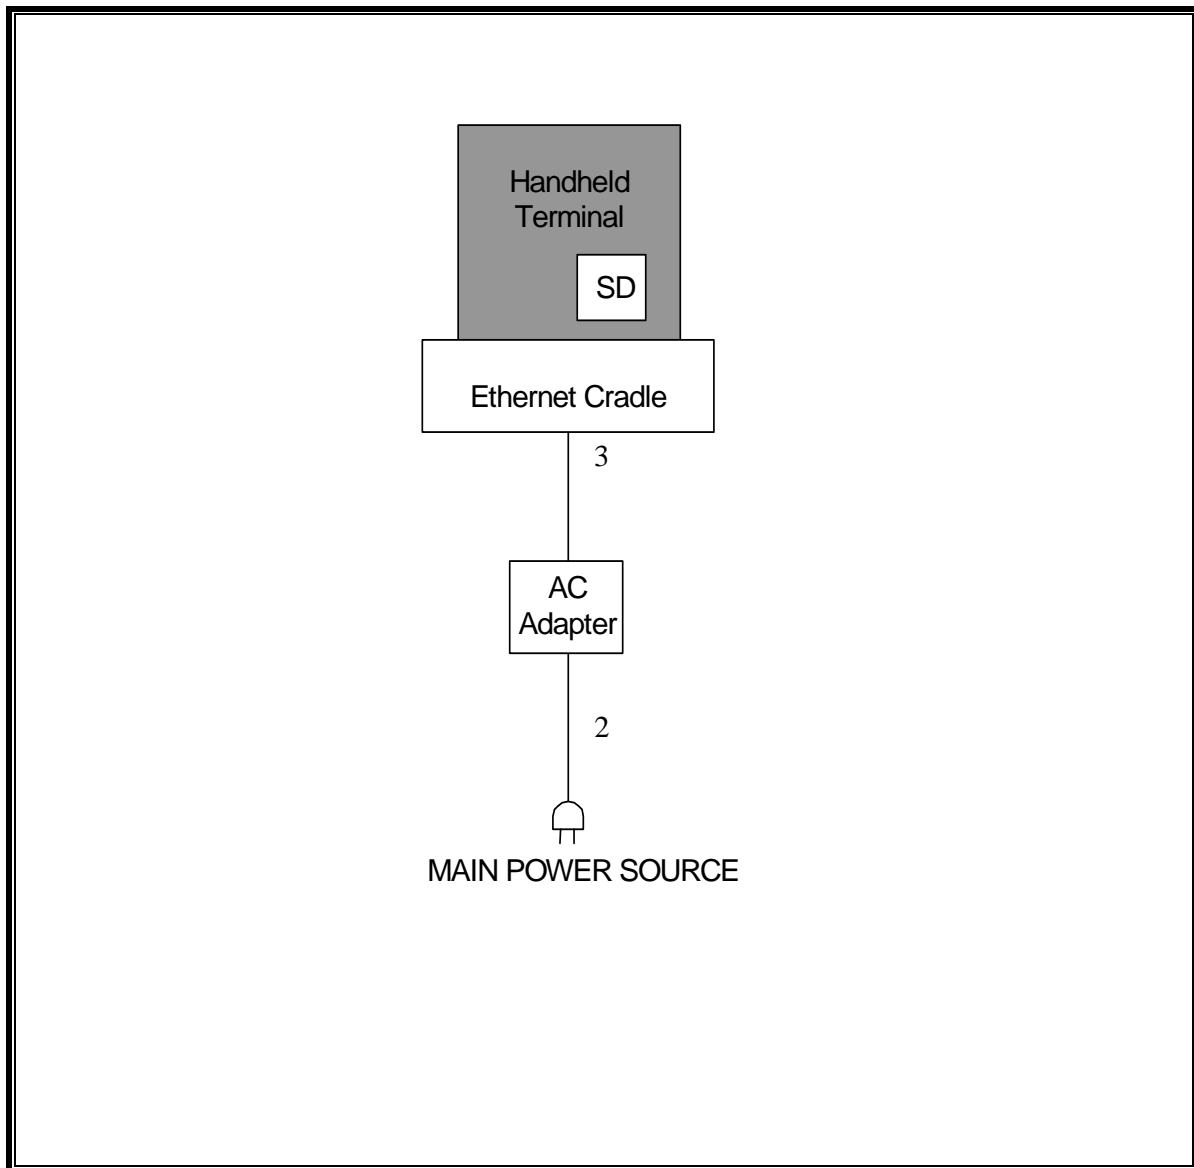 Handheld
Terminal
SD
Ethernet Cradle
3
AC
Adapter
2
MAIN POWER SOURCE